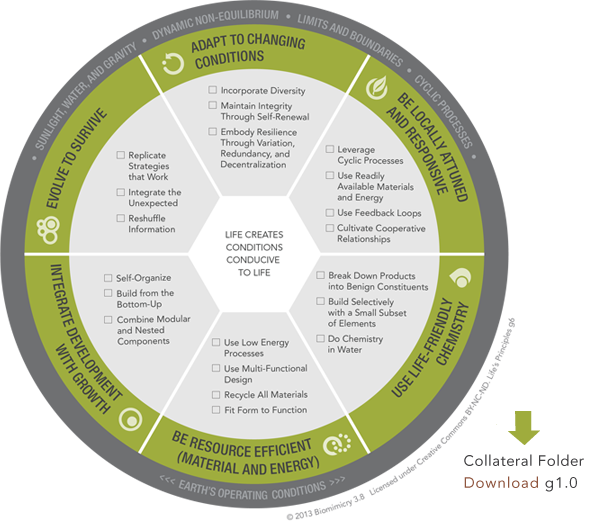 SUNLIGHT, WATER, AND GRAVITY • DYNAMIC NON-EQUILIBRIUM • LIMITS AND BOUNDARIES • CYCLIC PROCESSES •
ADAPT TO CHANGING
CONDITIONS
☐ Incorporate Diversity
☐ Maintain Integrity
Through Self-Renewal
☐ Embody Resilience
Through Variation,
Redundancy, and
Decentralization
BE LOCALLY ATTUNED
AND RESPONSIVE
☐ Leverage
Cyclic Processes
☐ Use Readily
Available Materials
and Energy
☐ Use Feedback Loops
☐ Cultivate Cooperative
Relationships
USE LIFE-FRIENDLY
CHEMISTRY
☐ Break Down Products
into Benign Constituents
☐ Build Selectively
with a Small Subset
of Elements
☐ Do Chemistry
in Water
BE RESOURCE EFFICIENT
(MATERIAL AND ENERGY)
☐ Use Low Energy
Processes
☐ Use Multi-Functional
Design
☐ Recycle All Materials
☐ Fit Form to Function
INTEGRATE DEVELOPMENT
WITH GROWTH
☐ Self-Organize
☐ Build from the
Bottom-Up
☐ Combine Modular
and Nested
Components
EVOLVE TO SURVIVE
☐ Replicate
Strategies
that Work
☐ Integrate the
Unexpected
☐ Reshuffle
Information
LIFE CREATES
CONDITIONS
CONDUCIVE
TO LIFE
<<< EARTH'S OPERATING CONDITIONS >>>
© 2013 Biomimicry 3.8 Licensed under Creative Commons BY-NC-ND. Life's Principles g6
Collateral Folder
Download g1.0